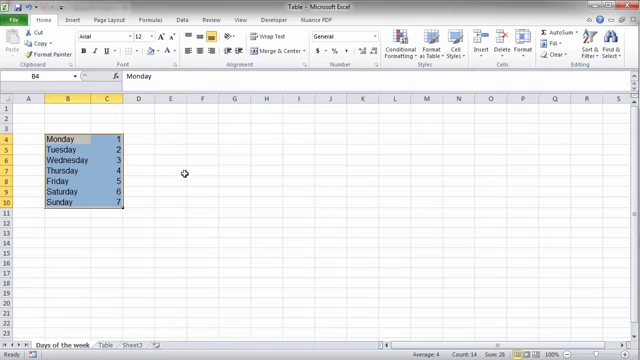 Table - Microsoft Excel
File Home Insert Page Layout Formulas Data Review View Developer Nuance PDF
Cut
Copy
Format Painter
Paste
Clipboard
Arial 12
Font
Wrap Text
Merge & Center
Alignment
General
Number
Conditional Formatting
Format as Table
Cell Styles
Styles
Insert Delete Format
Cells
AutoSum
Fill
Clear
Sort & Filter
Find & Select
Editing
B4 fx Monday
A B C D E F G H I J K L M N O P Q R S
1
2
3
4 Monday 1
5 Tuesday 2
6 Wednesday 3
7 Thursday 4
8 Friday 5
9 Saturday 6
10 Sunday 7
11
12
13
14
15
16
17
18
19
20
21
22
23
Days of the week Table Sheet3
Ready Average: 4 Count: 14 Sum: 28 100%